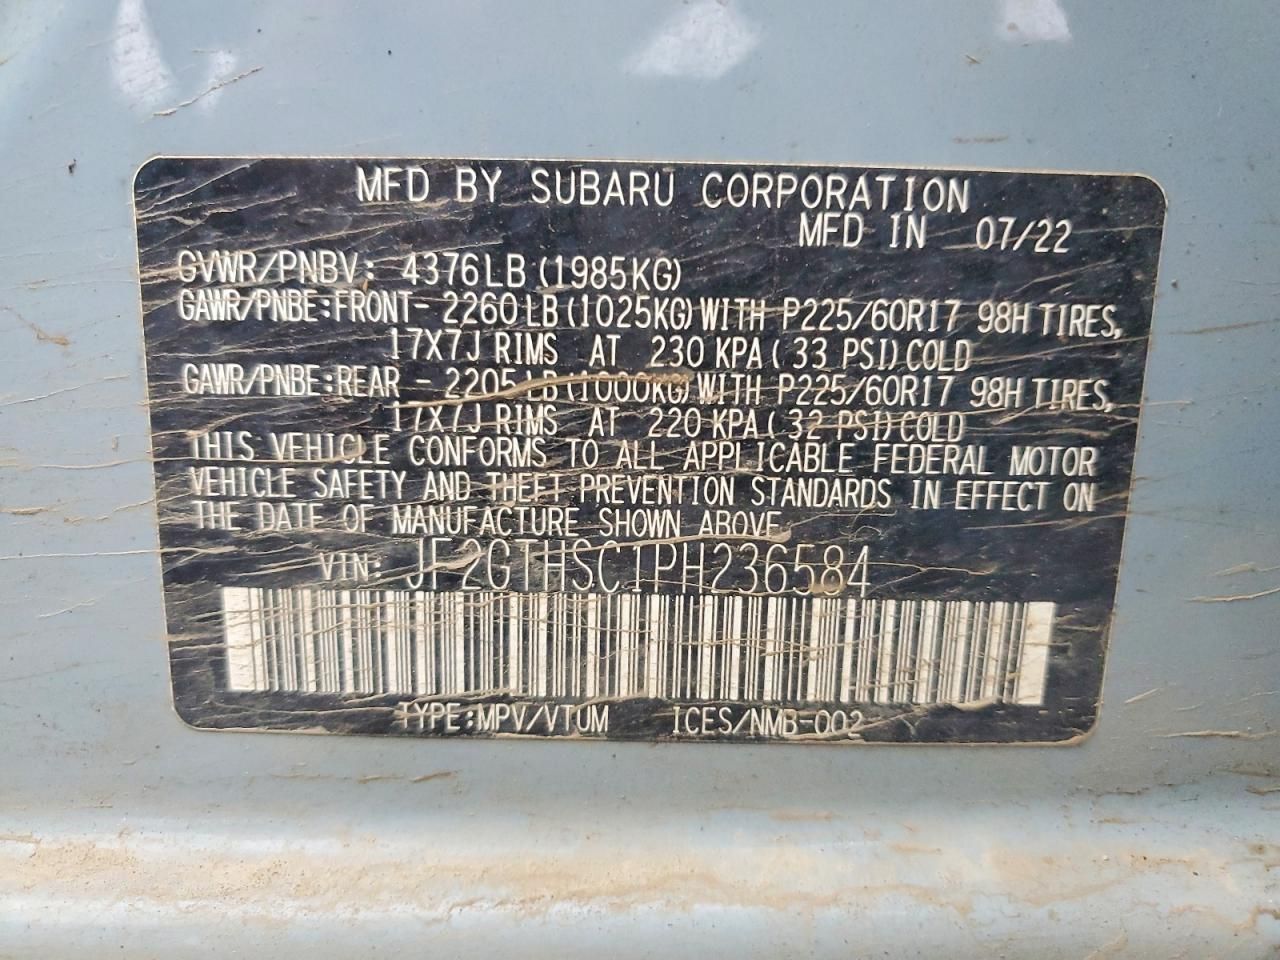 MFD BY SUBARU CORPORATION
MFD IN 07/22
GVWR/PNBV: 4376LB (1985KG)
GAWR/PNBE:FRONT- 2260LB (1025KG) WITH P225/60R17 98H TIRES,
17X7J RIMS AT 230 KPA ( 33 PSI) COLD
GAWR/PNBE:REAR - 2205LB (1000KG) WITH P225/60R17 98H TIRES,
17X7J RIMS AT 220 KPA ( 32 PSI) COLD
THIS VEHICLE CONFORMS TO ALL APPLICABLE FEDERAL MOTOR
VEHICLE SAFETY AND THEFT PREVENTION STANDARDS IN EFFECT ON
THE DATE OF MANUFACTURE SHOWN ABOVE
VIN: JF2GTHSC1PH236584
TYPE:MPV/VTUM ICES/NMB-002